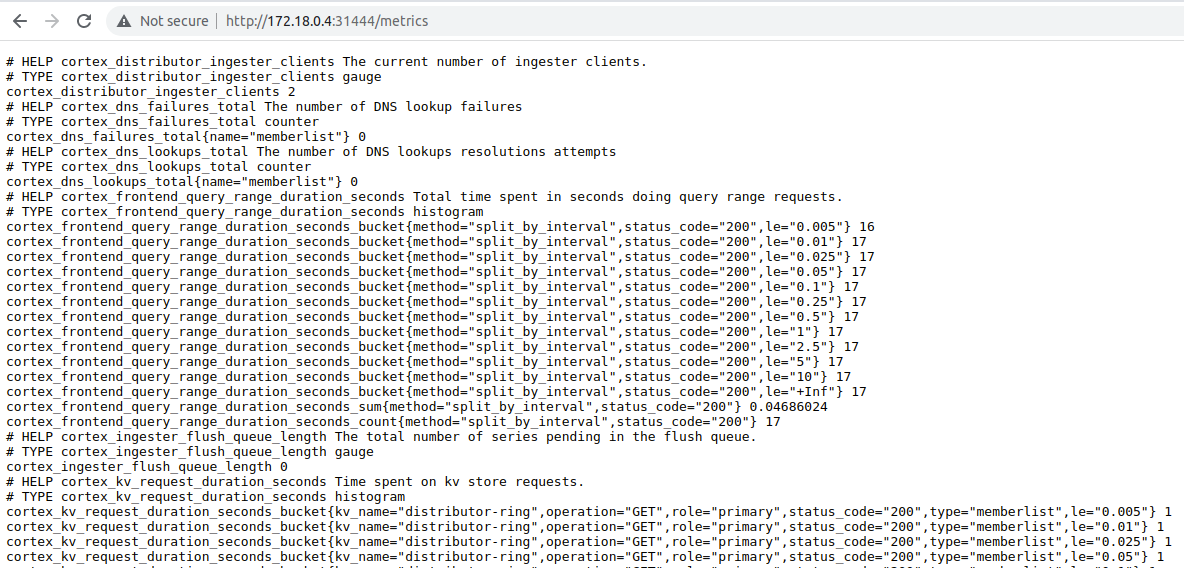 Not secure | http://172.18.0.4:31444/metrics
# HELP cortex_distributor_ingester_clients The current number of ingester clients.
# TYPE cortex_distributor_ingester_clients gauge
cortex_distributor_ingester_clients 2
# HELP cortex_dns_failures_total The number of DNS lookup failures
# TYPE cortex_dns_failures_total counter
cortex_dns_failures_total{name="memberlist"} 0
# HELP cortex_dns_lookups_total The number of DNS lookups resolutions attempts
# TYPE cortex_dns_lookups_total counter
cortex_dns_lookups_total{name="memberlist"} 0
# HELP cortex_frontend_query_range_duration_seconds Total time spent in seconds doing query range requests.
# TYPE cortex_frontend_query_range_duration_seconds histogram
cortex_frontend_query_range_duration_seconds_bucket{method="split_by_interval",status_code="200",le="0.005"} 16
cortex_frontend_query_range_duration_seconds_bucket{method="split_by_interval",status_code="200",le="0.01"} 17
cortex_frontend_query_range_duration_seconds_bucket{method="split_by_interval",status_code="200",le="0.025"} 17
cortex_frontend_query_range_duration_seconds_bucket{method="split_by_interval",status_code="200",le="0.05"} 17
cortex_frontend_query_range_duration_seconds_bucket{method="split_by_interval",status_code="200",le="0.1"} 17
cortex_frontend_query_range_duration_seconds_bucket{method="split_by_interval",status_code="200",le="0.25"} 17
cortex_frontend_query_range_duration_seconds_bucket{method="split_by_interval",status_code="200",le="0.5"} 17
cortex_frontend_query_range_duration_seconds_bucket{method="split_by_interval",status_code="200",le="1"} 17
cortex_frontend_query_range_duration_seconds_bucket{method="split_by_interval",status_code="200",le="2.5"} 17
cortex_frontend_query_range_duration_seconds_bucket{method="split_by_interval",status_code="200",le="5"} 17
cortex_frontend_query_range_duration_seconds_bucket{method="split_by_interval",status_code="200",le="10"} 17
cortex_frontend_query_range_duration_seconds_bucket{method="split_by_interval",status_code="200",le="+Inf"} 17
cortex_frontend_query_range_duration_seconds_sum{method="split_by_interval",status_code="200"} 0.04686024
cortex_frontend_query_range_duration_seconds_count{method="split_by_interval",status_code="200"} 17
# HELP cortex_ingester_flush_queue_length The total number of series pending in the flush queue.
# TYPE cortex_ingester_flush_queue_length gauge
cortex_ingester_flush_queue_length 0
# HELP cortex_kv_request_duration_seconds Time spent on kv store requests.
# TYPE cortex_kv_request_duration_seconds histogram
cortex_kv_request_duration_seconds_bucket{kv_name="distributor-ring",operation="GET",role="primary",status_code="200",type="memberlist",le="0.005"} 1
cortex_kv_request_duration_seconds_bucket{kv_name="distributor-ring",operation="GET",role="primary",status_code="200",type="memberlist",le="0.01"} 1
cortex_kv_request_duration_seconds_bucket{kv_name="distributor-ring",operation="GET",role="primary",status_code="200",type="memberlist",le="0.025"} 1
cortex_kv_request_duration_seconds_bucket{kv_name="distributor-ring",operation="GET",role="primary",status_code="200",type="memberlist",le="0.05"} 1